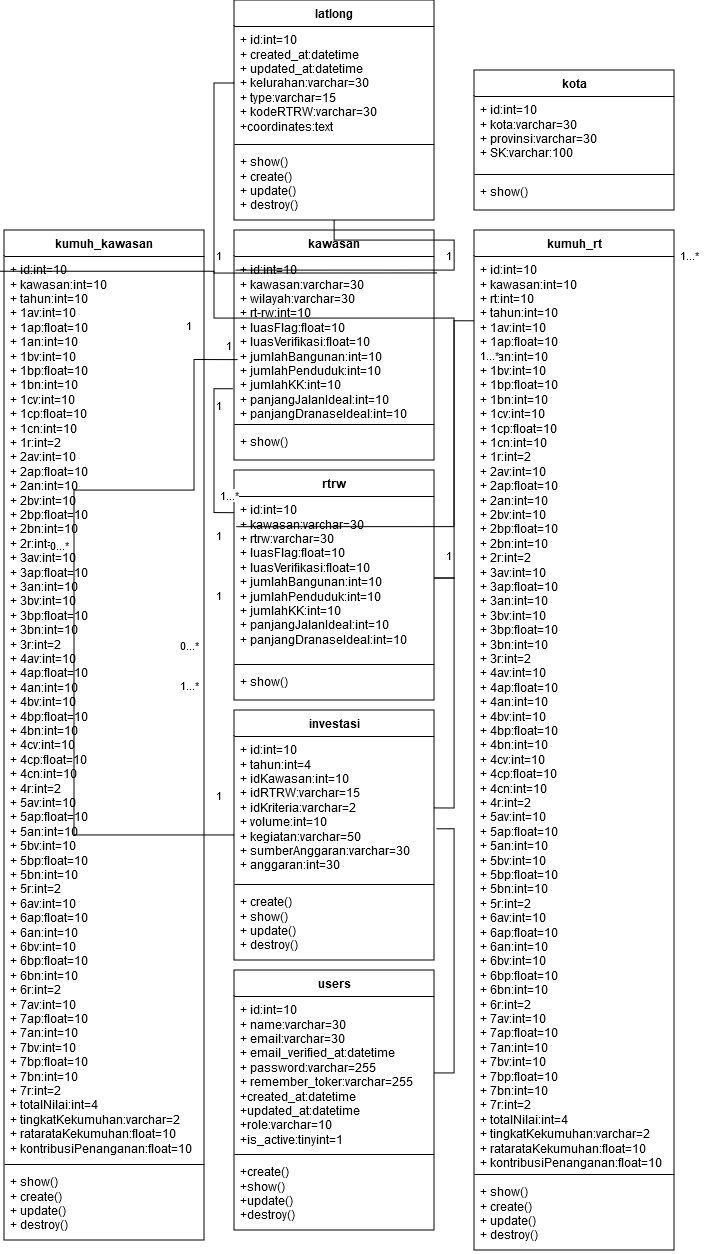 latlong
+ id:int=10
+ created_at:datetime
+ updated_at:datetime
+ kelurahan:varchar=30
+ type:varchar=15
+ kodeRTRW:varchar=30
+coordinates:text
+ show()
+ create()
+ update()
+ destroy()
kota
+ id:int=10
+ kota:varchar=30
+ provinsi:varchar=30
+ SK:varchar:100
+ show()
kumuh_kawasan
+ id:int=10
+ kawasan:int=10
+ tahun:int=10
+ 1av:int=10
+ 1ap:float=10
+ 1an:int=10
+ 1bv:int=10
+ 1bp:float=10
+ 1bn:int=10
+ 1cv:int=10
+ 1cp:float=10
+ 1cn:int=10
+ 1r:int=2
+ 2av:int=10
+ 2ap:float=10
+ 2an:int=10
+ 2bv:int=10
+ 2bp:float=10
+ 2bn:int=10
+ 2r:int
+ 3av:int=10
+ 3ap:float=10
+ 3an:int=10
+ 3bv:int=10
+ 3bp:float=10
+ 3bn:int=10
+ 3r:int=2
+ 4av:int=10
+ 4ap:float=10
+ 4an:int=10
+ 4bv:int=10
+ 4bp:float=10
+ 4bn:int=10
+ 4cv:int=10
+ 4cp:float=10
+ 4cn:int=10
+ 4r:int=2
+ 5av:int=10
+ 5ap:float=10
+ 5an:int=10
+ 5bv:int=10
+ 5bp:float=10
+ 5bn:int=10
+ 5r:int=2
+ 6av:int=10
+ 6ap:float=10
+ 6an:int=10
+ 6bv:int=10
+ 6bp:float=10
+ 6bn:int=10
+ 6r:int=2
+ 7av:int=10
+ 7ap:float=10
+ 7an:int=10
+ 7bv:int=10
+ 7bp:float=10
+ 7bn:int=10
+ 7r:int=2
+ totalNilai:int=4
+ tingkatKekumuhan:varchar=2
+ ratarataKekumuhan:float=10
+ kontribusiPenanganan:float=10
+ show()
+ create()
+ update()
+ destroy()
1
0...*
0...*
1...*
1
1
1
1...*
1
1
1
1
1
kawasan
+ id:int=10
+ kawasan:varchar=30
+ wilayah:varchar=30
+ rt-rw:int=10
+ luasFlag:float=10
+ luasVerifikasi:float=10
+ jumlahBangunan:int=10
+ jumlahPenduduk:int=10
+ jumlahKK:int=10
+ panjangJalanIdeal:int=10
+ panjangDranaseIdeal:int=10
+ show()
rtrw
+ id:int=10
+ kawasan:varchar=30
+ rtrw:varchar=30
+ luasFlag:float=10
+ luasVerifikasi:float=10
+ jumlahBangunan:int=10
+ jumlahPenduduk:int=10
+ jumlahKK:int=10
+ panjangJalanIdeal:int=10
+ panjangDranaseIdeal:int=10
+ show()
investasi
+ id:int=10
+ tahun:int=4
+ idKawasan:int=10
+ idRTRW:varchar=15
+ idKriteria:varchar=2
+ volume:int=10
+ kegiatan:varchar=50
+ sumberAnggaran:varchar=30
+ anggaran:int=30
+ create()
+ show()
+ update()
+ destroy()
users
+ id:int=10
+ name:varchar=30
+ email:varchar=30
+ email_verified_at:datetime
+ password:varchar=255
+ remember_toker:varchar=255
+created_at:datetime
+updated_at:datetime
+role:varchar=10
+is_active:tinyint=1
+create()
+show()
+update()
+destroy()
kumuh_rt
1...*
+ id:int=10
+ kawasan:int=10
+ rt:int=10
+ tahun:int=10
+ 1av:int=10
+ 1ap:float=10
1...*an:int=10
+ 1bv:int=10
+ 1bp:float=10
+ 1bn:int=10
+ 1cv:int=10
+ 1cp:float=10
+ 1cn:int=10
+ 1r:int=2
+ 2av:int=10
+ 2ap:float=10
+ 2an:int=10
+ 2bv:int=10
+ 2bp:float=10
+ 2bn:int=10
+ 2r:int=2
+ 3av:int=10
+ 3ap:float=10
+ 3an:int=10
+ 3bv:int=10
+ 3bp:float=10
+ 3bn:int=10
+ 3r:int=2
+ 4av:int=10
+ 4ap:float=10
+ 4an:int=10
+ 4bv:int=10
+ 4bp:float=10
+ 4bn:int=10
+ 4cv:int=10
+ 4cp:float=10
+ 4cn:int=10
+ 4r:int=2
+ 5av:int=10
+ 5ap:float=10
+ 5an:int=10
+ 5bv:int=10
+ 5bp:float=10
+ 5bn:int=10
+ 5r:int=2
+ 6av:int=10
+ 6ap:float=10
+ 6an:int=10
+ 6bv:int=10
+ 6bp:float=10
+ 6bn:int=10
+ 6r:int=2
+ 7av:int=10
+ 7ap:float=10
+ 7an:int=10
+ 7bv:int=10
+ 7bp:float=10
+ 7bn:int=10
+ 7r:int=2
+ totalNilai:int=4
+ tingkatKekumuhan:varchar=2
+ ratarataKekumuhan:float=10
+ kontribusiPenanganan:float=10
+ show()
+ create()
+ update()
+ destroy()